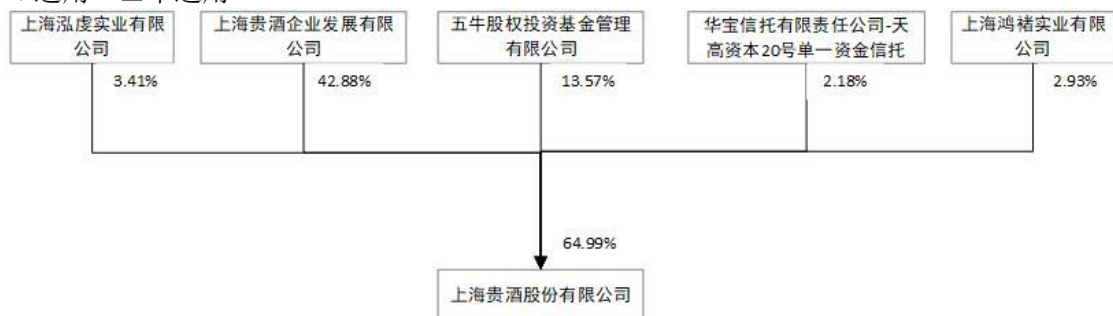 上海泓虔实业有限
公司
上海贵酒企业发展有限
公司
五牛股权投资基金管理
有限公司
华宝信托有限责任公司-天
高资本20号单一资金信托
上海鸿褚实业有限
公司
3.41%
42.88%
13.57%
2.18%
2.93%
64.99%
上海贵酒股份有限公司